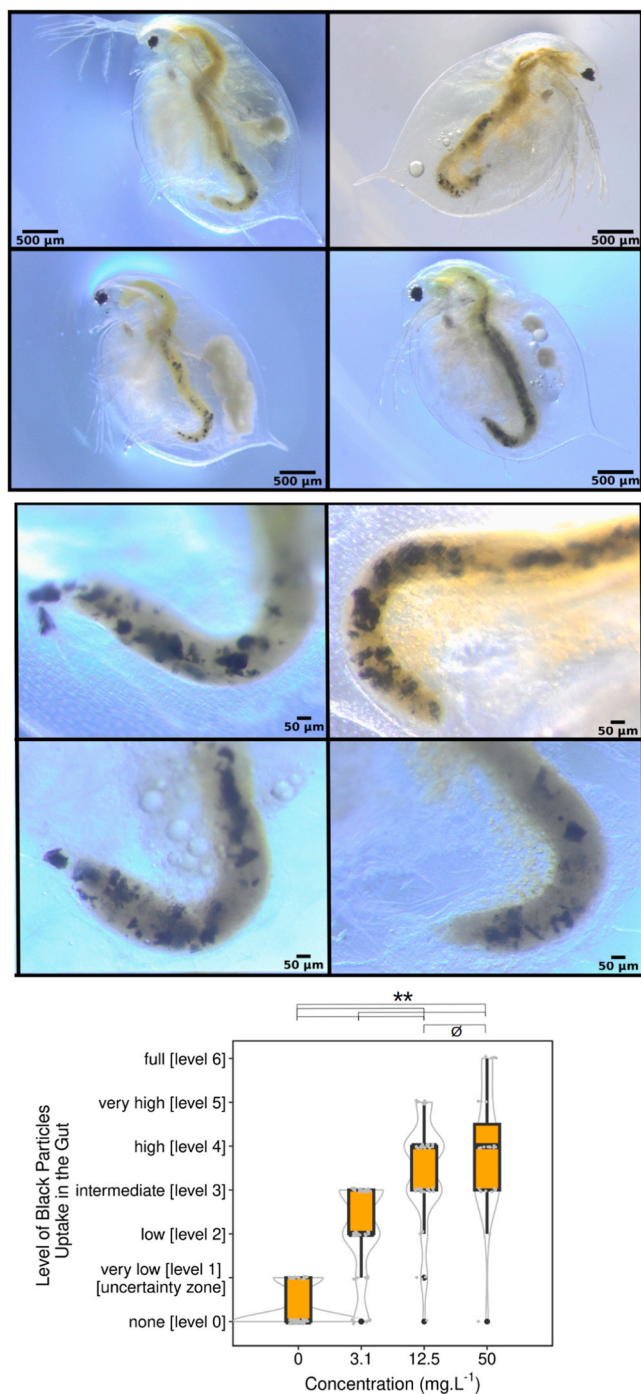 500 µm
500 µm
500 µm
500 µm
50 µm
50 µm
50 µm
50 µm
**
Ø
full [level 6]
very high [level 5]
high [level 4]
intermediate [level 3]
low [level 2]
very low [level 1]
[uncertainty zone]
none [level 0]
Level of Black Particles
Uptake in the Gut
0 3.1 12.5 50
Concentration (mg.L⁻¹)